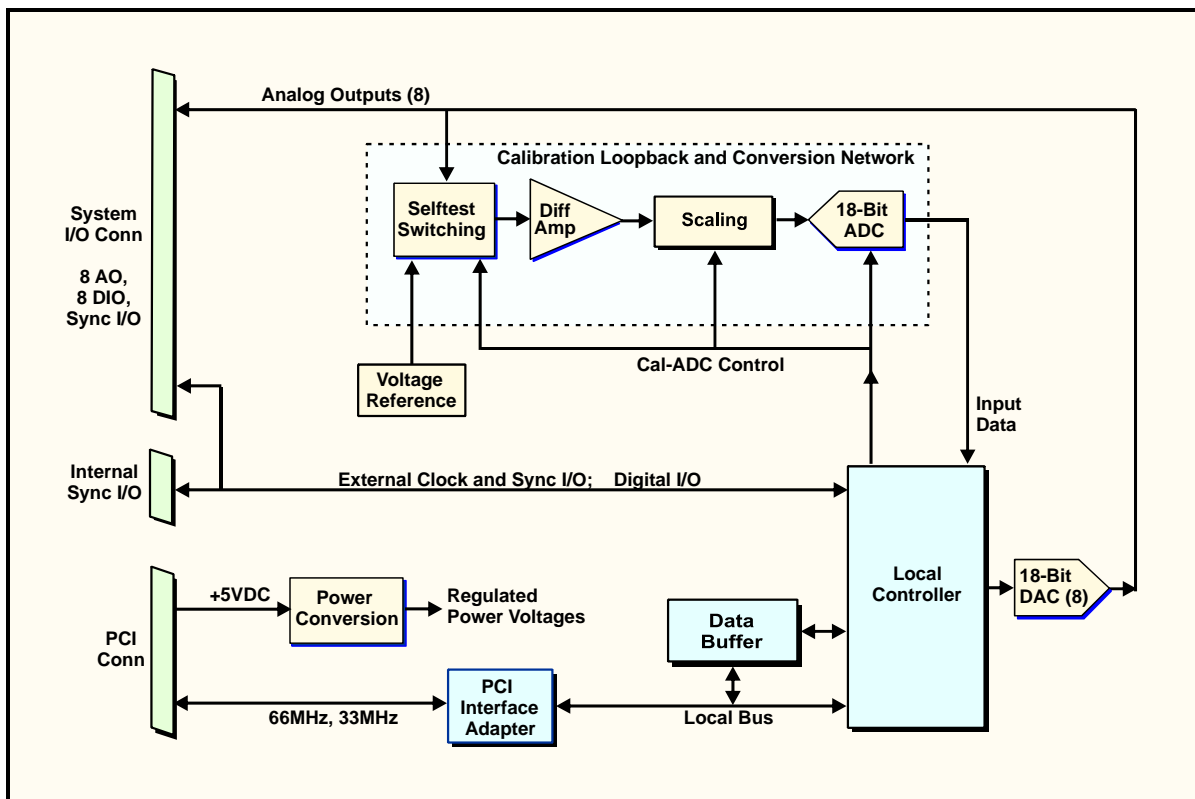 Analog Outputs (8)
Calibration Loopback and Conversion Network
System
I/O Conn
8 AO,
8 DIO,
Sync I/O
Selftest
Switching
Diff
Amp
Scaling
18-Bit
ADC
Voltage
Reference
Cal-ADC Control
Input
Data
Internal
Sync I/O
External Clock and Sync I/O; Digital I/O
Local
Controller
18-Bit
DAC (8)
PCI
Conn
+5VDC
Power
Conversion
Regulated
Power Voltages
Data
Buffer
66MHz, 33MHz
PCI
Interface
Adapter
Local Bus